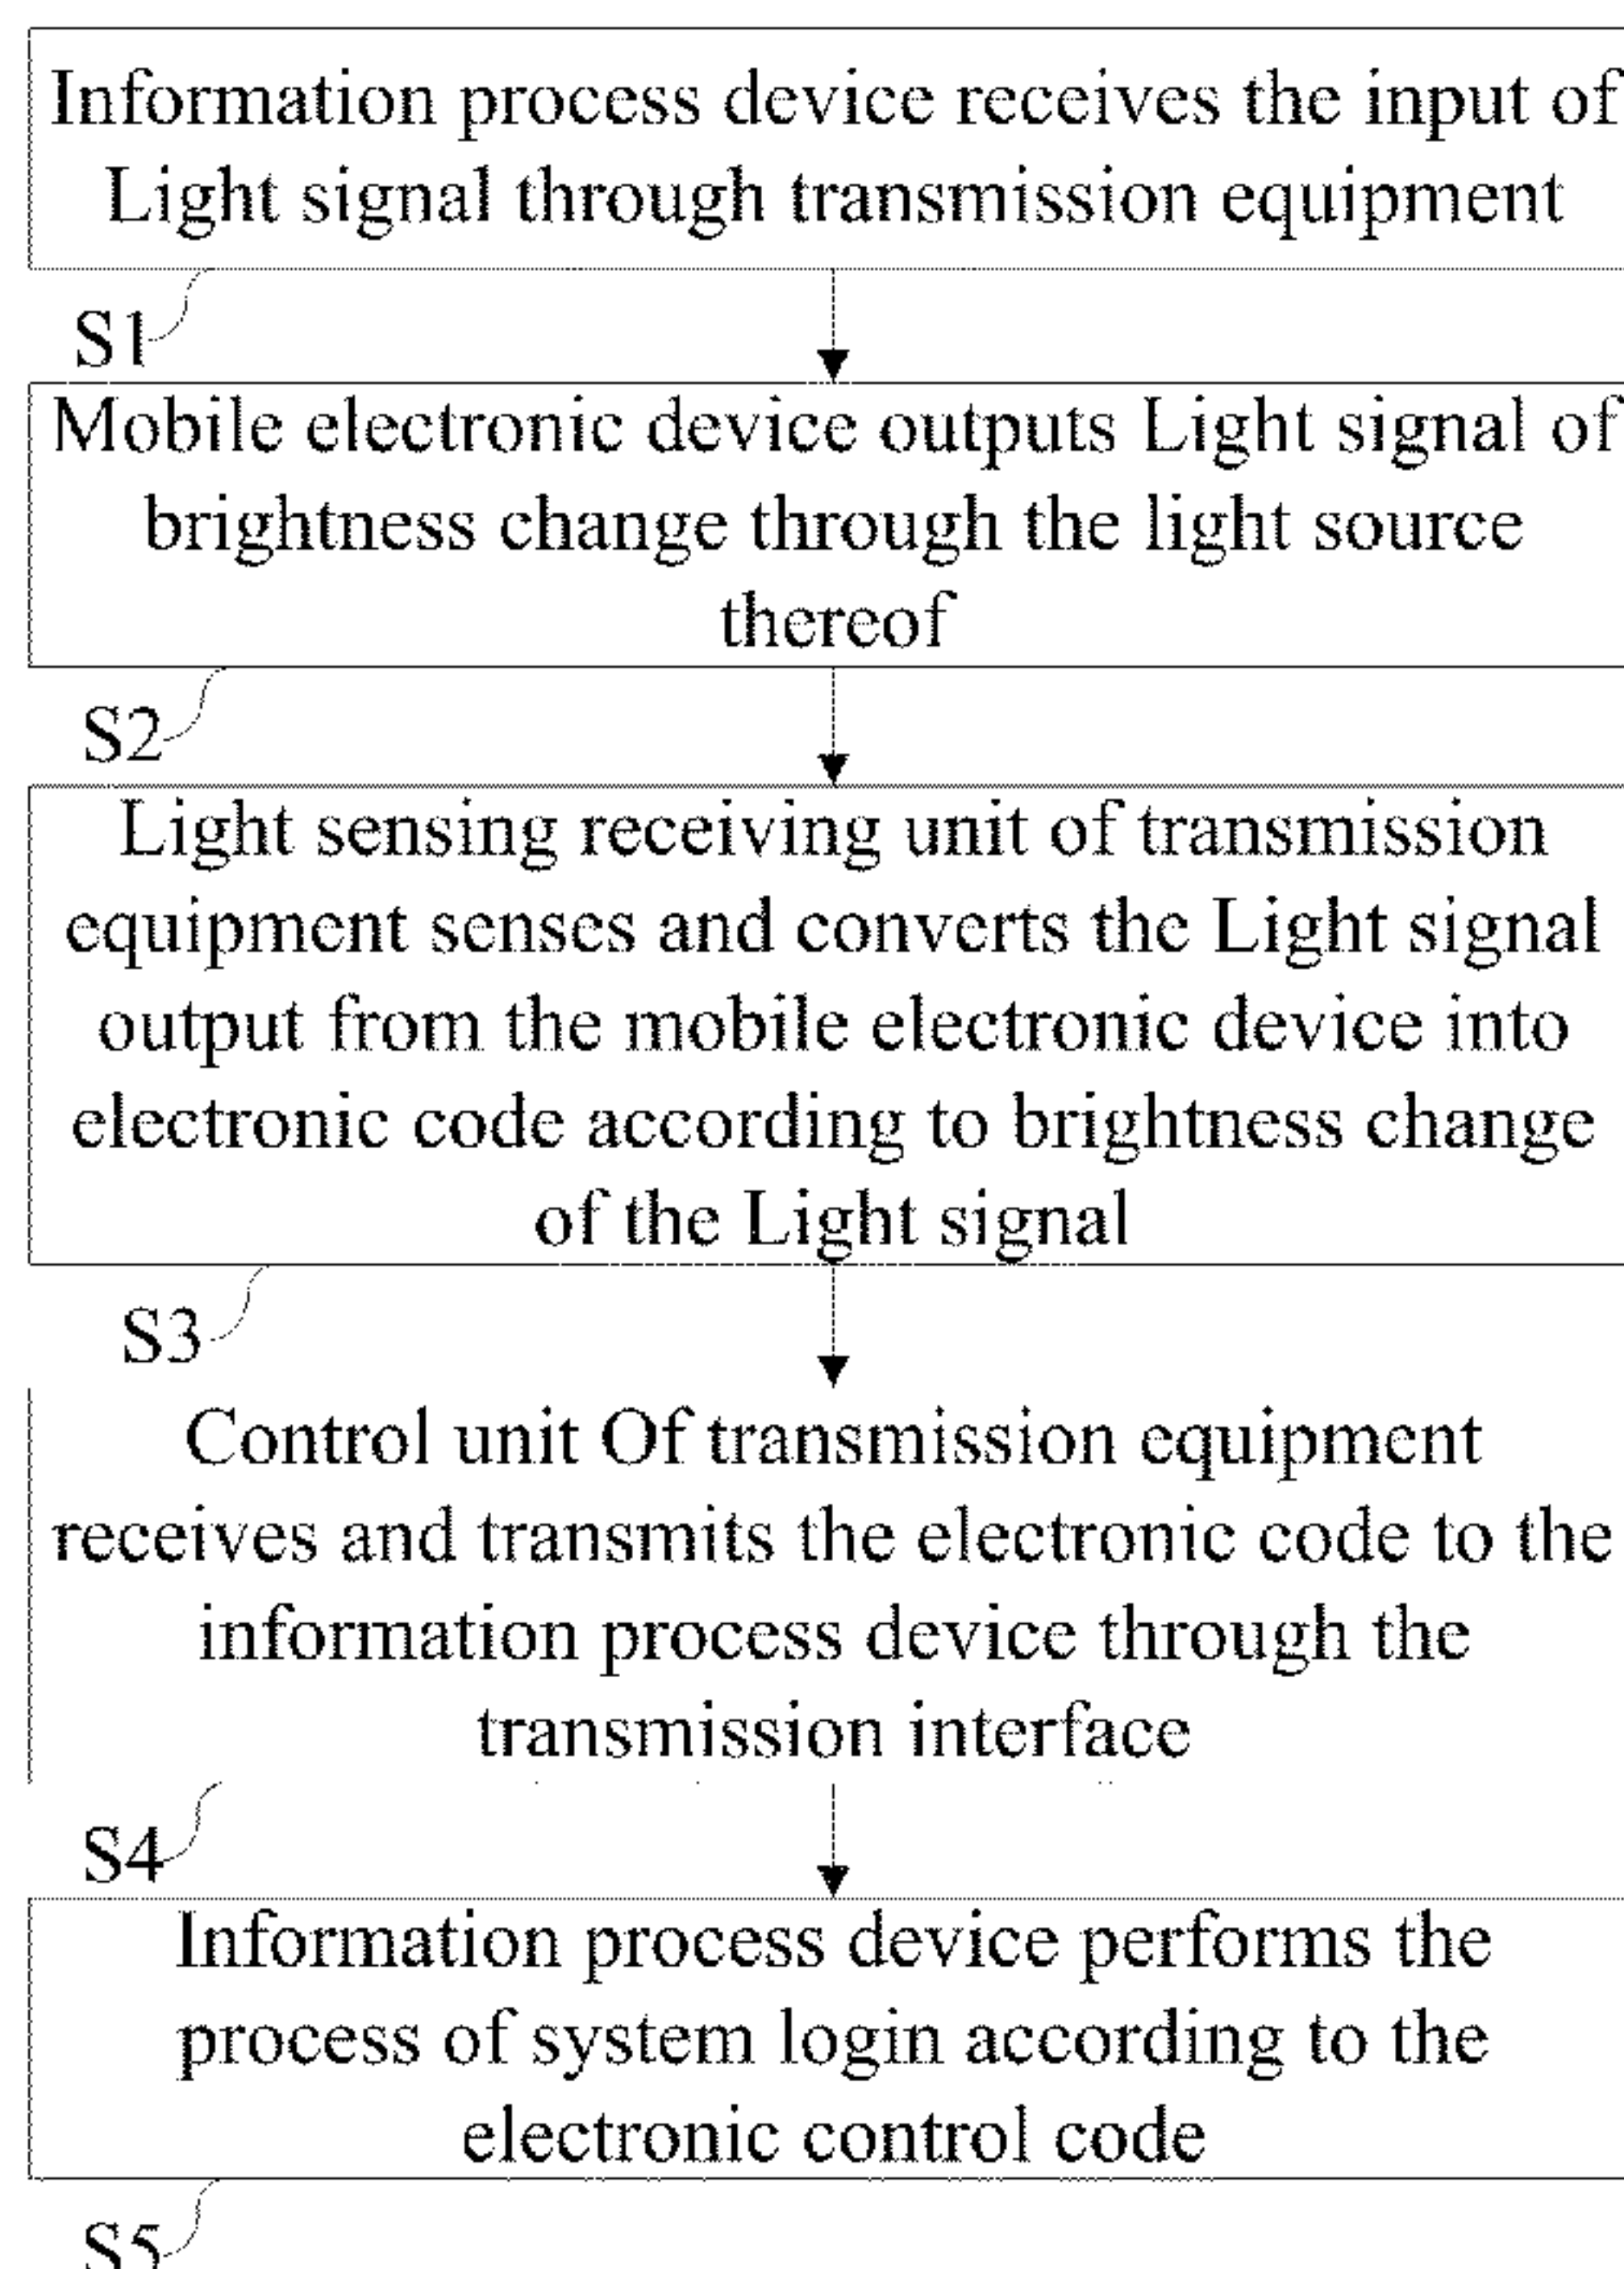 Information process device receives the input of
Light signal through transmission equipment
S1
Mobile electronic device outputs Light signal of
brightness change through the light source
thereof
S2
Light sensing receiving unit of transmission
equipment senses and converts the Light signal
output from the mobile electronic device into
electronic code according to brightness change
of the Light signal
S3
Control unit Of transmission equipment
receives and transmits the electronic code to the
information process device through the
transmission interface
S4
Information process device performs the
process of system login according to the
electronic control code
S5